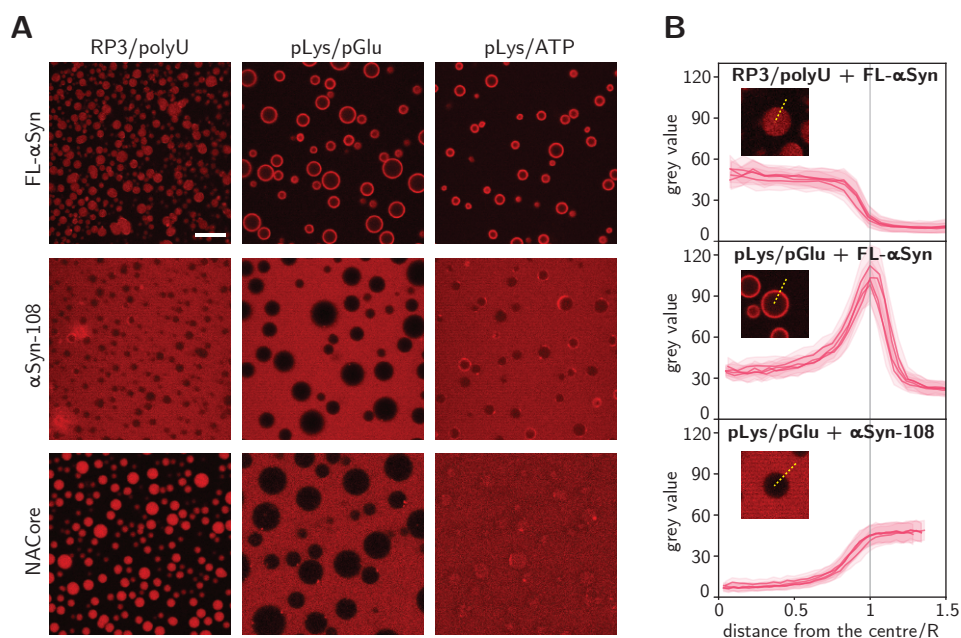 A
RP3/polyU pLys/pGlu pLys/ATP
FL-αSyn
αSyn-108
NACore
B
RP3/polyU + FL-αSyn
120
90
60
30
0
grey value
pLys/pGlu + FL-αSyn
120
90
60
30
0
grey value
pLys/pGlu + αSyn-108
120
90
60
30
0
grey value
0 0.5 1 1.5
distance from the centre/R